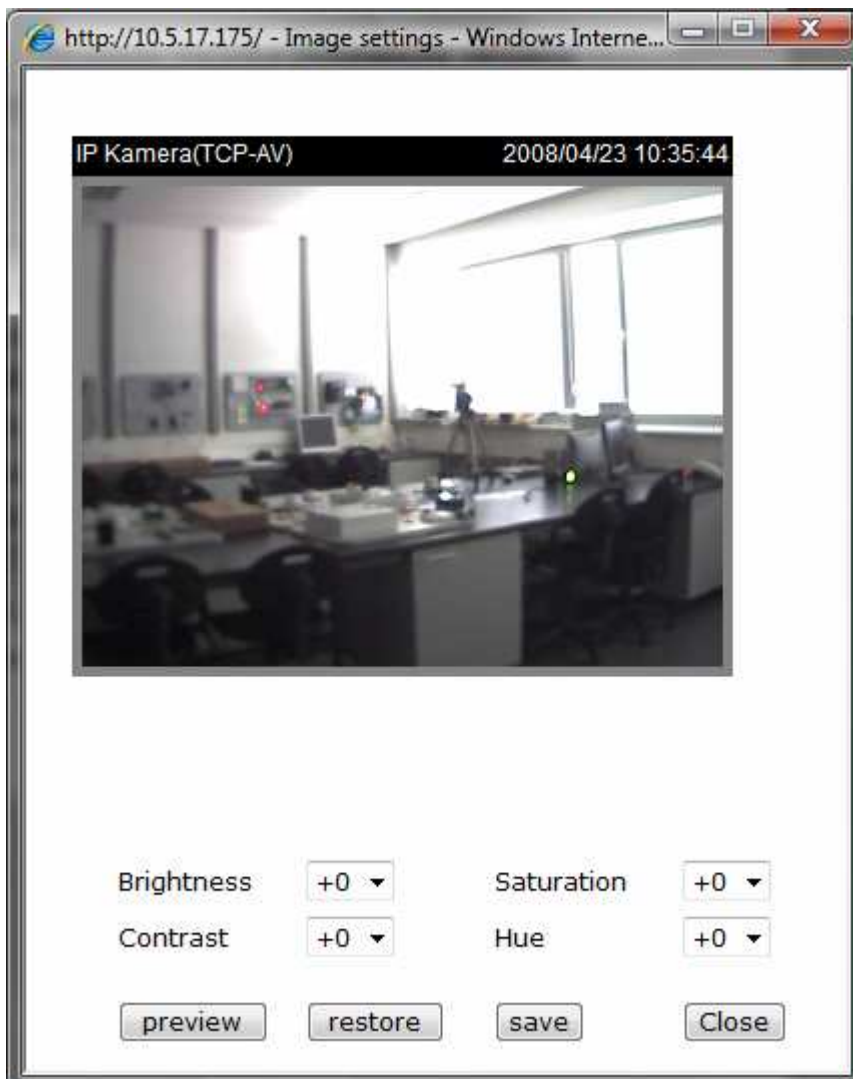 http://10.5.17.175/ - Image settings - Windows Interne...
IP Kamera(TCP-AV) 2008/04/23 10:35:44
Brightness +0 Saturation +0
Contrast +0 Hue +0
preview restore save Close